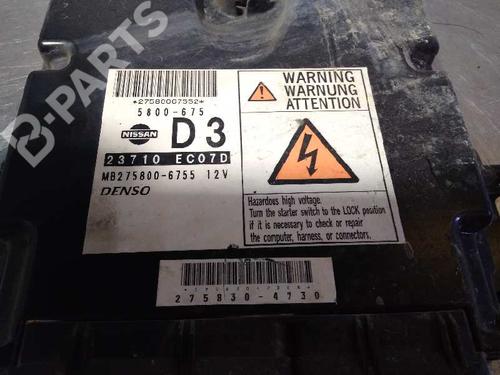 B-PARTS
*27580007552*
5800-675
NISSAN
D3
23710 EC07D
MB275800-6755 12V
DENSO
WARNING
WARNUNG
ATTENTION
Hazardous high voltage.
Turn the starter switch to the LOCK position
if it is necessary to check or repair
the computer, harness, or connectors.
275830-4730